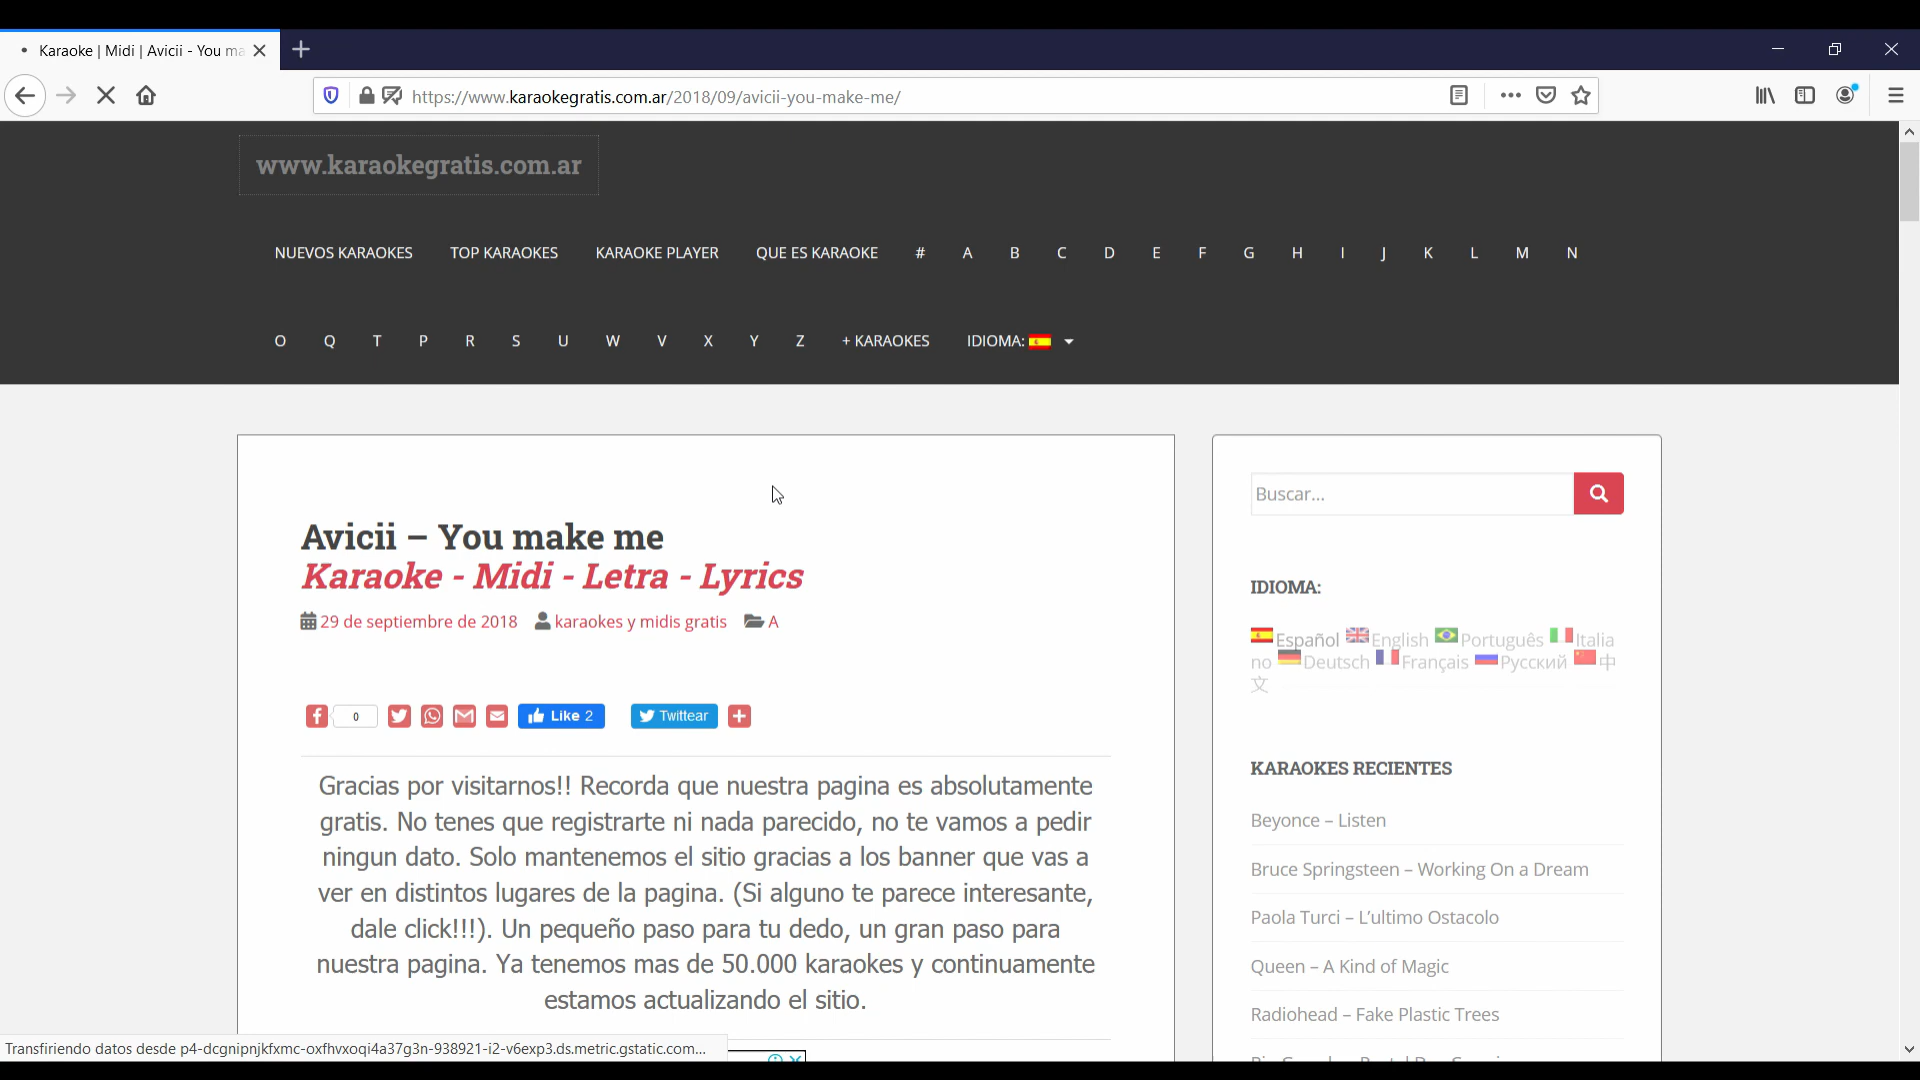 Karaoke | Midi | Avicii - You ma
https://www.karaokegratis.com.ar/2018/09/avicii-you-make-me/
www.karaokegratis.com.ar
NUEVOS KARAOKES TOP KARAOKES KARAOKE PLAYER QUE ES KARAOKE # A B C D E F G H I J K L M N
O Q T P R S U W V X Y Z + KARAOKES IDIOMA:
Avicii – You make me
Karaoke - Midi - Letra - Lyrics
29 de septiembre de 2018 karaokes y midis gratis A
0 Like 2 Twittear
Gracias por visitarnos!! Recorda que nuestra pagina es absolutamente
gratis. No tenes que registrarte ni nada parecido, no te vamos a pedir
ningun dato. Solo mantenemos el sitio gracias a los banner que vas a
ver en distintos lugares de la pagina. (Si alguno te parece interesante,
dale click!!!). Un pequeño paso para tu dedo, un gran paso para
nuestra pagina. Ya tenemos mas de 50.000 karaokes y continuamente
estamos actualizando el sitio.
Buscar...
IDIOMA:
Español English Português Italia
no Deutsch Français Русский 中
文
KARAOKES RECIENTES
Beyonce – Listen
Bruce Springsteen – Working On a Dream
Paola Turci – L'ultimo Ostacolo
Queen – A Kind of Magic
Radiohead – Fake Plastic Trees
Transfiriendo datos desde p4-dcgnipnjkfxmc-oxfhvxoqi4a37g3n-938921-i2-v6exp3.ds.metric.gstatic.com...